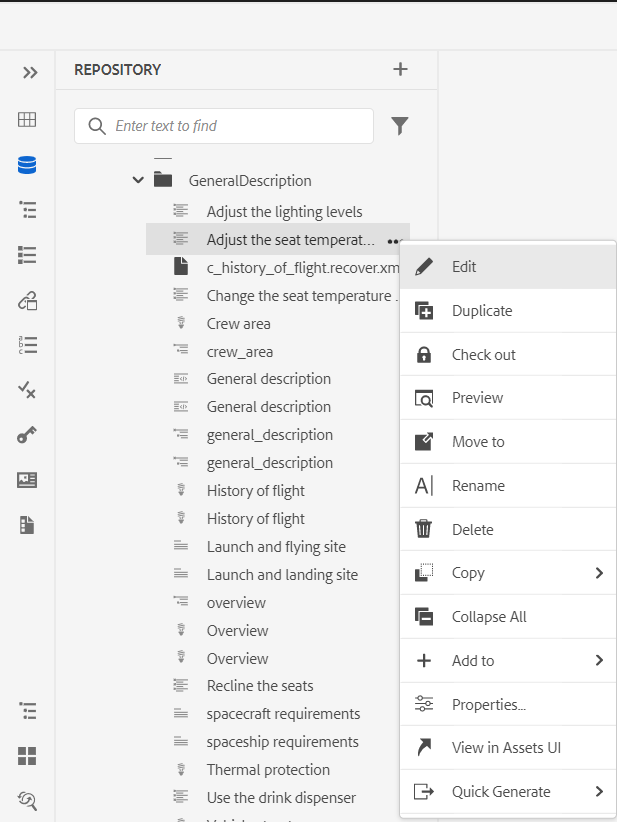 REPOSITORY
Enter text to find
GeneralDescription
Adjust the lighting levels
Adjust the seat temperat...
c_history_of_flight.recover.xm
Change the seat temperature .
Crew area
crew_area
General description
General description
general_description
general_description
History of flight
History of flight
Launch and flying site
Launch and landing site
overview
Overview
Overview
Recline the seats
spacecraft requirements
spaceship requirements
Thermal protection
Use the drink dispenser
Edit
Duplicate
Check out
Preview
Move to
Rename
Delete
Copy
Collapse All
Add to
Properties...
View in Assets UI
Quick Generate